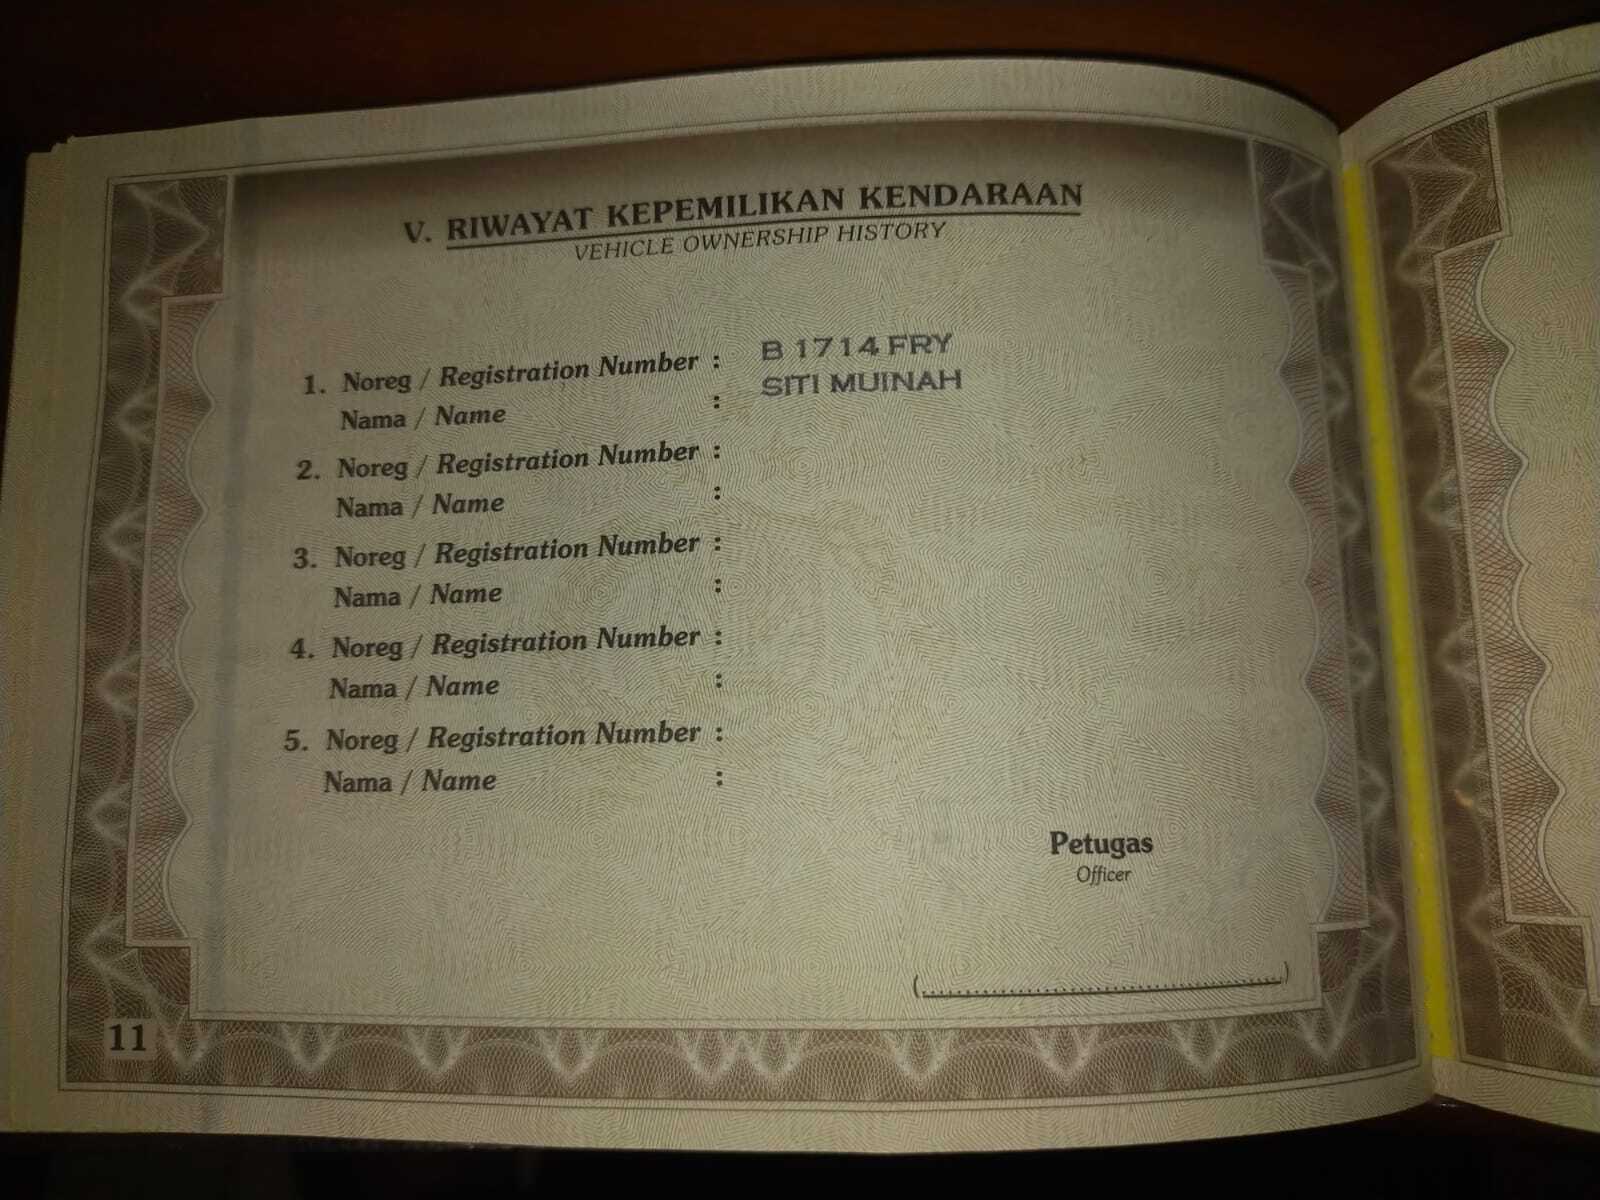 V. RIWAYAT KEPEMILIKAN KENDARAAN
VEHICLE OWNERSHIP HISTORY
1. Noreg / Registration Number : B 1714 FRY
Nama / Name : SITI MUINAH
2. Noreg / Registration Number :
Nama / Name :
3. Noreg / Registration Number :
Nama / Name :
4. Noreg / Registration Number :
Nama / Name :
5. Noreg / Registration Number :
Nama / Name :
Petugas
Officer
(........................................)
11